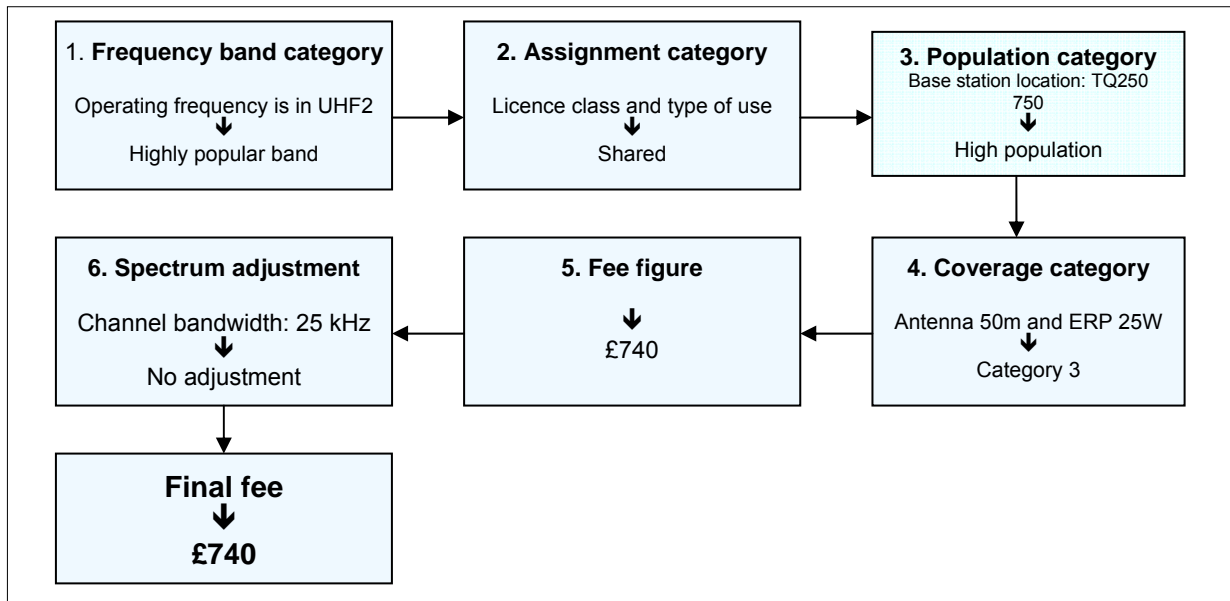 1. Frequency band category
Operating frequency is in UHF2
Highly popular band
2. Assignment category
Licence class and type of use
Shared
3. Population category
Base station location: TQ250
750
High population
4. Coverage category
Antenna 50m and ERP 25W
Category 3
5. Fee figure
£740
6. Spectrum adjustment
Channel bandwidth: 25 kHz
No adjustment
Final fee
£740